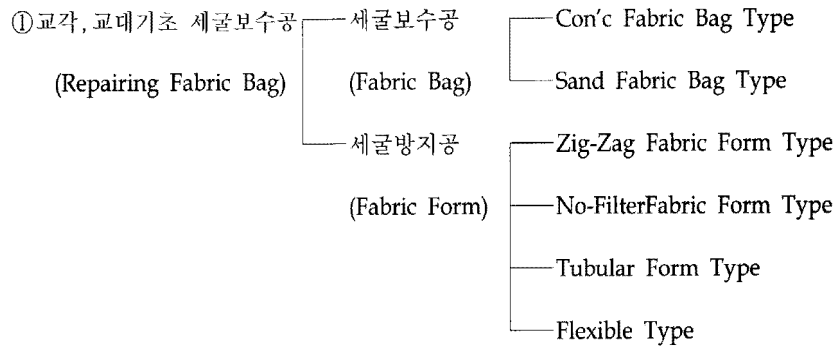 ①교각,교대기초 세굴보수공 세굴보수공 Con'c Fabric Bag Type
(Repairing Fabric Bag) (Fabric Bag) Sand Fabric Bag Type
세굴방지공 Zig-Zag Fabric Form Type
(Fabric Form) No-FilterFabric Form Type
Tubular Form Type
Flexible Type